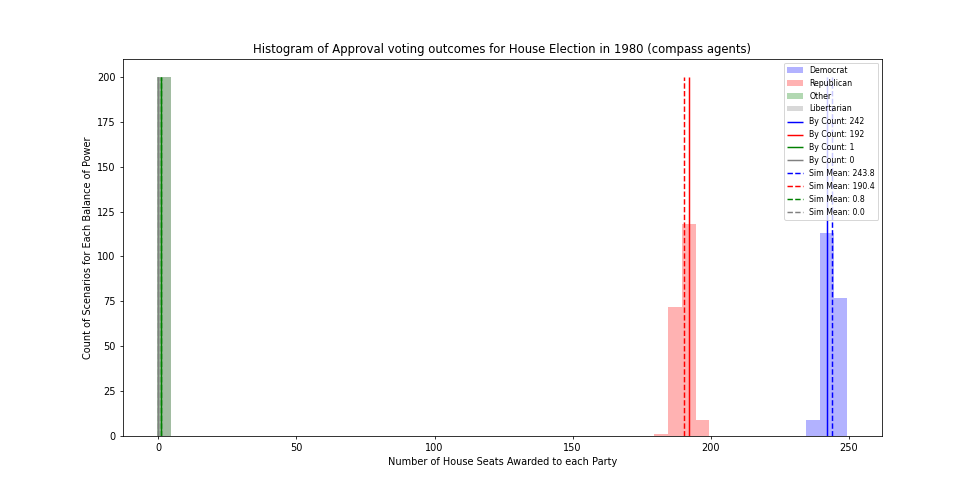 Histogram of Approval voting outcomes for House Election in 1980 (compass agents)
Count of Scenarios for Each Balance of Power
200
175
150
125
100
75
50
25
0
Democrat
Republican
Other
Libertarian
By Count: 242
By Count: 192
By Count: 1
By Count: 0
Sim Mean: 243.8
Sim Mean: 190.4
Sim Mean: 0.8
Sim Mean: 0.0
0 50 100 150 200 250
Number of House Seats Awarded to each Party